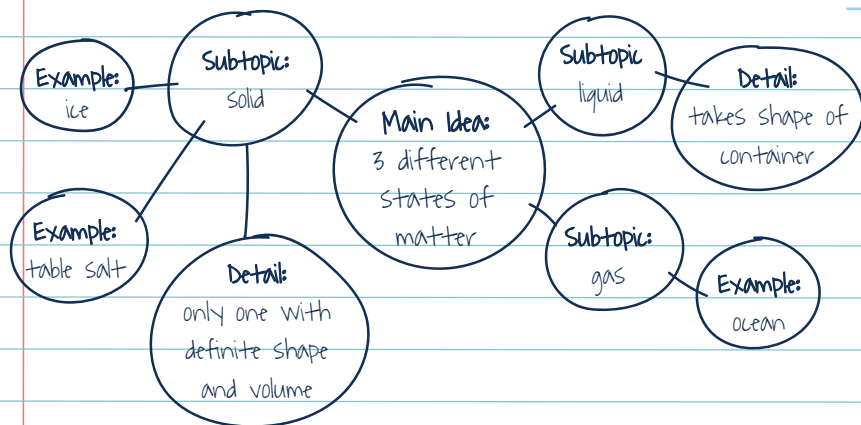 Example:
ice
Subtopic:
solid
Main Idea:
3 different
states of
matter
Subtopic
liquid
Detail:
takes shape of
container
Example:
table salt
Detail:
only one with
definite shape
and volume
Subtopic:
gas
Example:
ocean